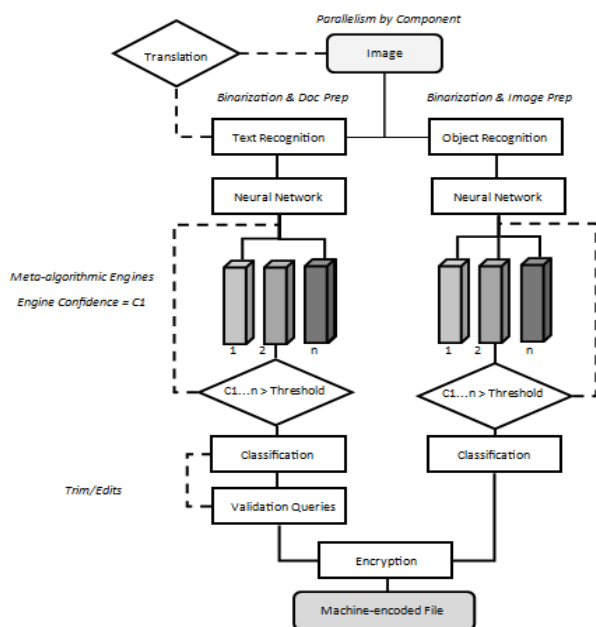 Parallelism by Component
Translation
Image
Binarization & Doc Prep
Binarization & Image Prep
Text Recognition
Object Recognition
Neural Network
Neural Network
Meta-algorithmic Engines
Engine Confidence = C1
1
2
n
1
2
n
C1...n > Threshold
C1...n > Threshold
Classification
Classification
Trim/Edits
Validation Queries
Encryption
Machine-encoded File